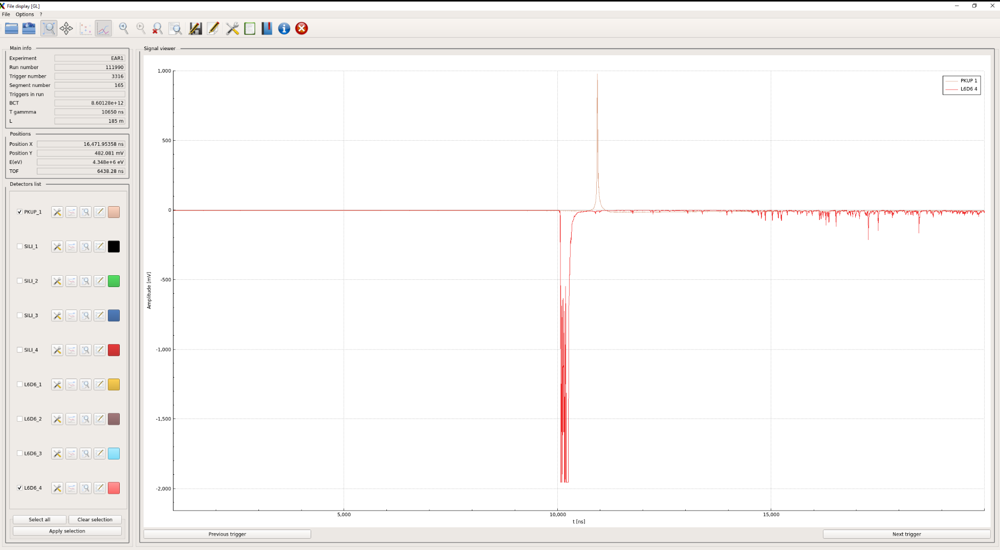 File display [GL]
File Options ?
Main info
Experiment EAR1
Run number 111990
Trigger number 3316
Segment number 165
Triggers in run
BCT 8.60128e+12
T gammma 10650 ns
L 185 m
Positions
Position X 16,471.95358 ns
Position Y 482.081 mV
E(eV) 4.348e+6 eV
TOF 6438.28 ns
Detectors list
PKUP_1
SILI_1
SILI_2
SILI_3
SILI_4
L6D6_1
L6D6_2
L6D6_3
L6D6_4
Select all Clear selection
Apply selection
Signal viewer
1,000
500
0
-500
-1,000
-1,500
-2,000
Amplitude [mV]
PKUP 1
L6D6 4
5,000 10,000 15,000
t [ns]
Previous trigger Next trigger